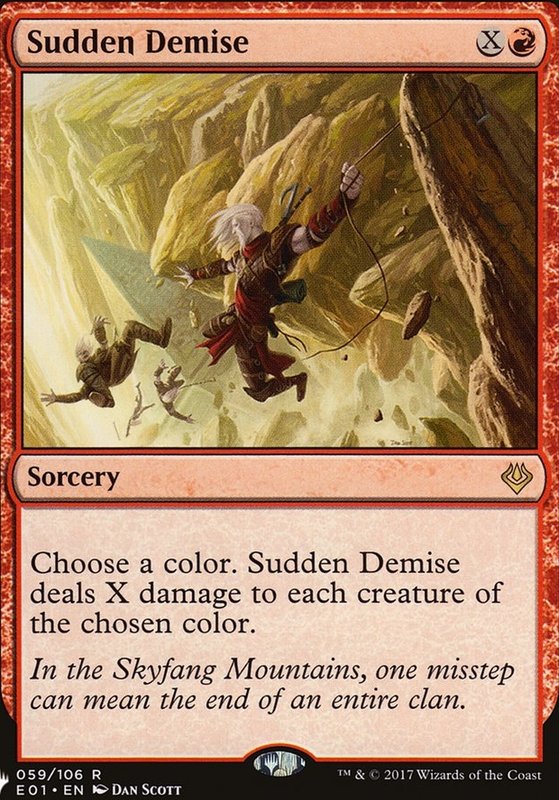 Sudden Demise X
Sorcery
Choose a color. Sudden Demise
deals X damage to each creature of
the chosen color.
In the Skyfang Mountains, one misstep
can mean the end of an entire clan.
059/106 R
E01 • EN DAN SCOTT
™ & © 2017 Wizards of the Coast
DAN SCOTT